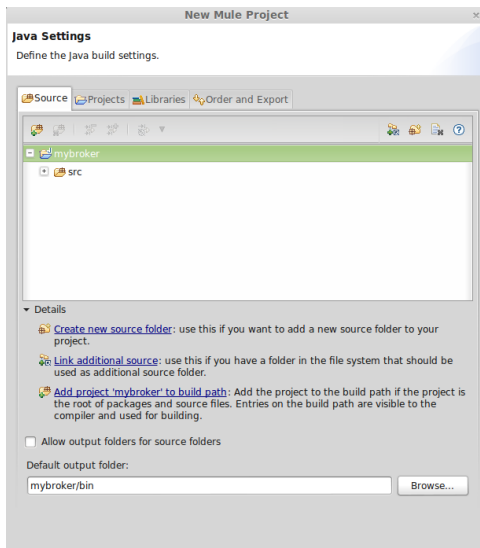 New Mule Project
Java Settings
Define the Java build settings.
Source Projects Libraries Order and Export
mybroker
src
Details
Create new source folder: use this if you want to add a new source folder to your
project.
Link additional source: use this if you have a folder in the file system that should be
used as additional source folder.
Add project 'mybroker' to build path: Add the project to the build path if the project is
the root of packages and source files. Entries on the build path are visible to the
compiler and used for building.
Allow output folders for source folders
Default output folder:
mybroker/bin
Browse...